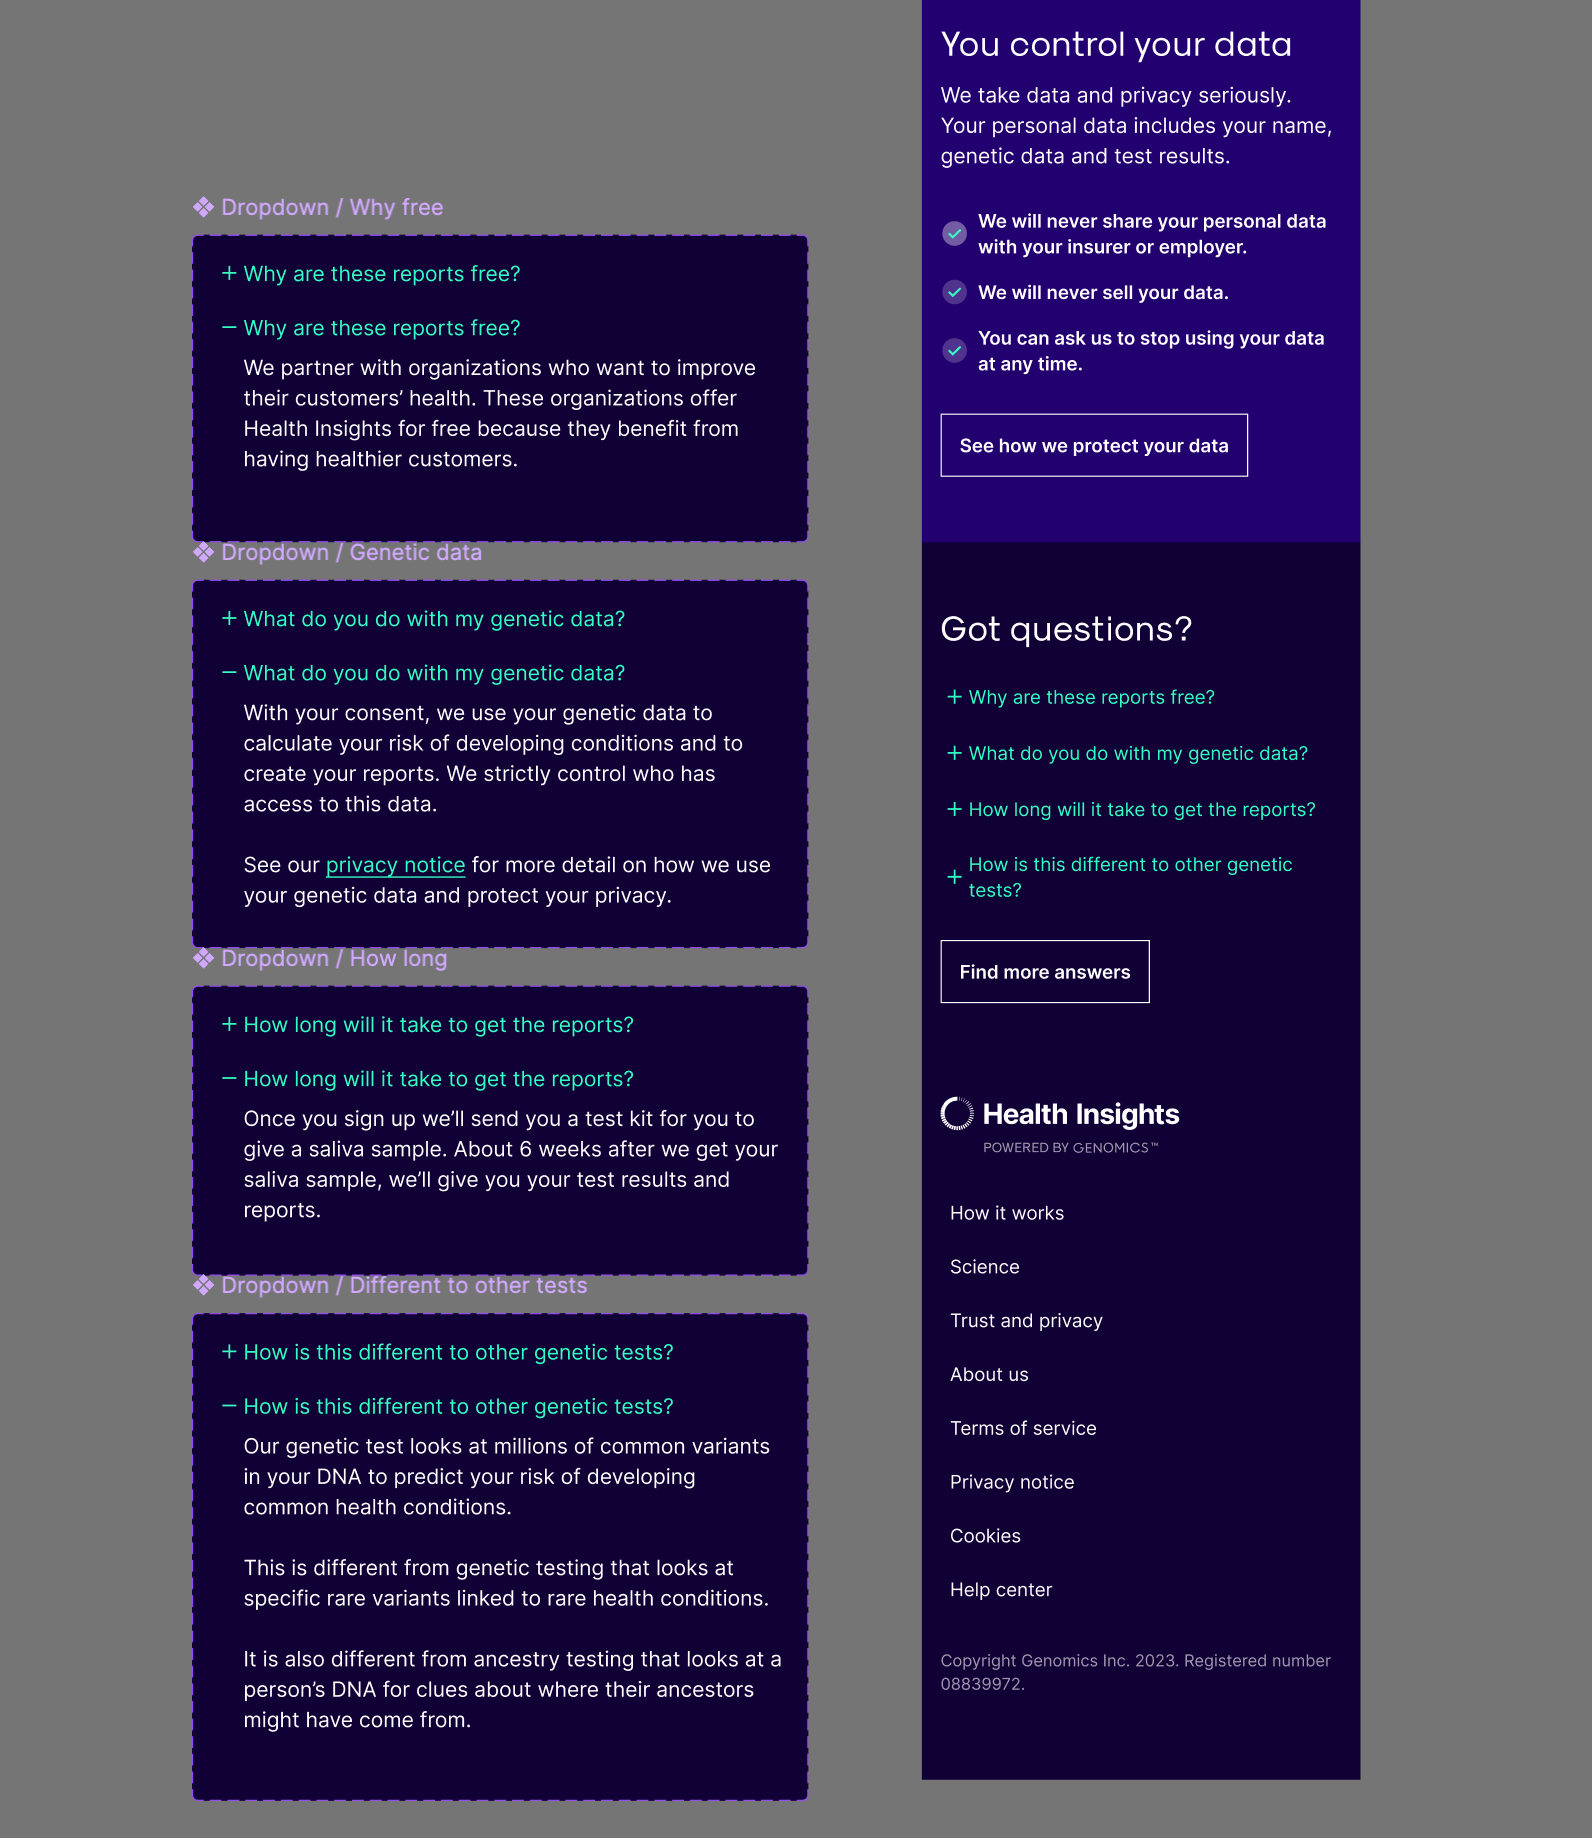 Dropdown / Why free
+ Why are these reports free?
– Why are these reports free?
We partner with organizations who want to improve
their customers’ health. These organizations offer
Health Insights for free because they benefit from
having healthier customers.
Dropdown / Genetic data
+ What do you do with my genetic data?
– What do you do with my genetic data?
With your consent, we use your genetic data to
calculate your risk of developing conditions and to
create your reports. We strictly control who has
access to this data.
See our privacy notice for more detail on how we use
your genetic data and protect your privacy.
Dropdown / How long
+ How long will it take to get the reports?
– How long will it take to get the reports?
Once you sign up we’ll send you a test kit for you to
give a saliva sample. About 6 weeks after we get your
saliva sample, we’ll give you your test results and
reports.
Dropdown / Different to other tests
+ How is this different to other genetic tests?
– How is this different to other genetic tests?
Our genetic test looks at millions of common variants
in your DNA to predict your risk of developing
common health conditions.
This is different from genetic testing that looks at
specific rare variants linked to rare health conditions.
It is also different from ancestry testing that looks at a
person’s DNA for clues about where their ancestors
might have come from.
You control your data
We take data and privacy seriously.
Your personal data includes your name,
genetic data and test results.
We will never share your personal data
with your insurer or employer.
We will never sell your data.
You can ask us to stop using your data
at any time.
See how we protect your data
Got questions?
+ Why are these reports free?
+ What do you do with my genetic data?
+ How long will it take to get the reports?
+ How is this different to other genetic
tests?
Find more answers
Health Insights
POWERED BY GENOMICS™
How it works
Science
Trust and privacy
About us
Terms of service
Privacy notice
Cookies
Help center
Copyright Genomics Inc. 2023. Registered number
08839972.